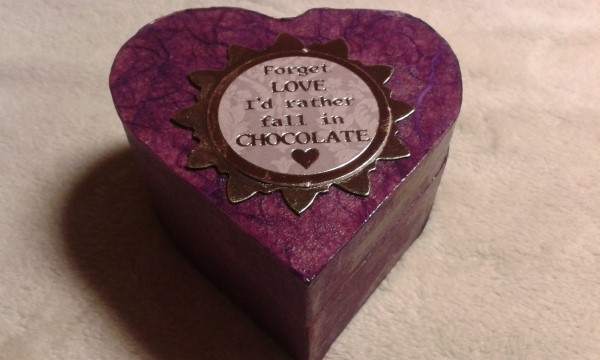 Forget
LOVE
I'd rather
fall in
CHOCOLATE